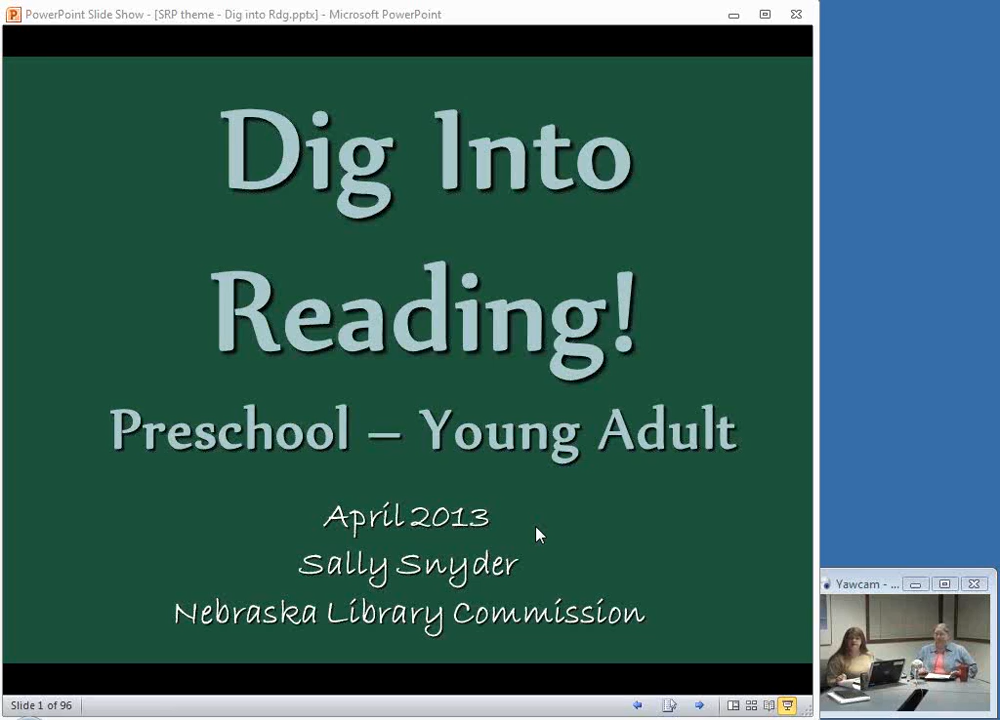 PowerPoint Slide Show - [SRP theme - Dig into Rdg.pptx] - Microsoft PowerPoint
Dig Into
Reading!
Preschool – Young Adult
April 2013
Sally Snyder
Nebraska Library Commission
Yawcam - ...
Slide 1 of 96